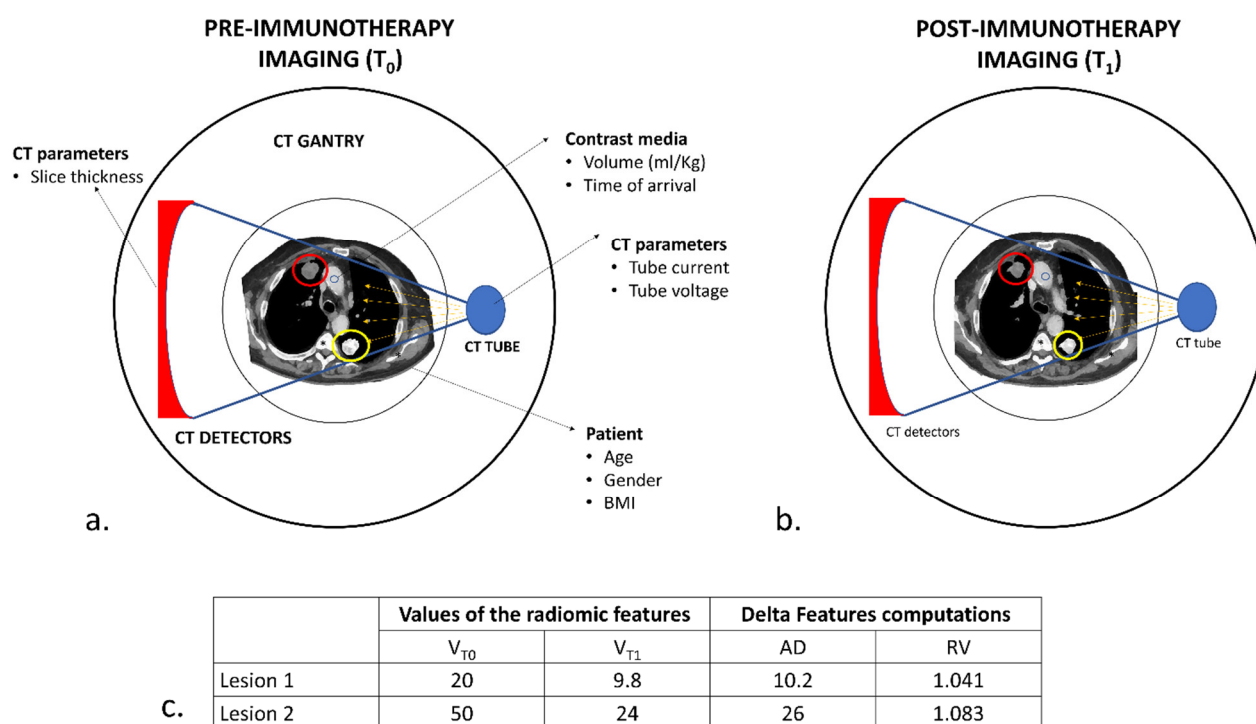 PRE-IMMUNOTHERAPY
IMAGING (T0)
POST-IMMUNOTHERAPY
IMAGING (T1)
CT GANTRY
CT parameters
• Slice thickness
Contrast media
• Volume (ml/Kg)
• Time of arrival
CT parameters
• Tube current
• Tube voltage
CT TUBE
CT DETECTORS
Patient
• Age
• Gender
• BMI
a.
CT tube
CT detectors
b.
Values of the radiomic features Delta Features computations
VT0 VT1 AD RV
Lesion 1 20 9.8 10.2 1.041
Lesion 2 50 24 26 1.083
c.